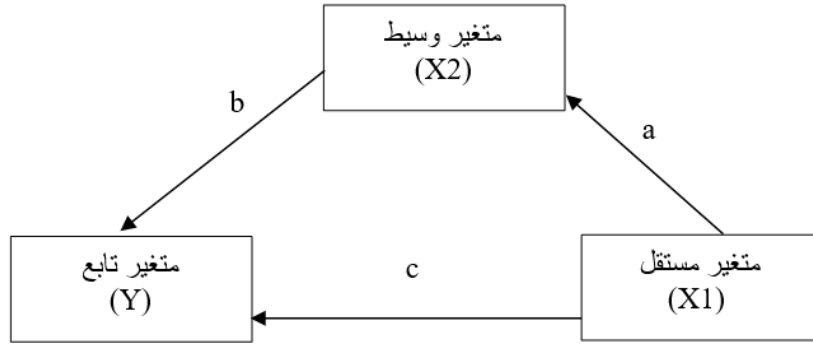 متغير وسيط
(X2)
b
a
متغير مستقل
(X1)
c
متغير تابع
(Y)